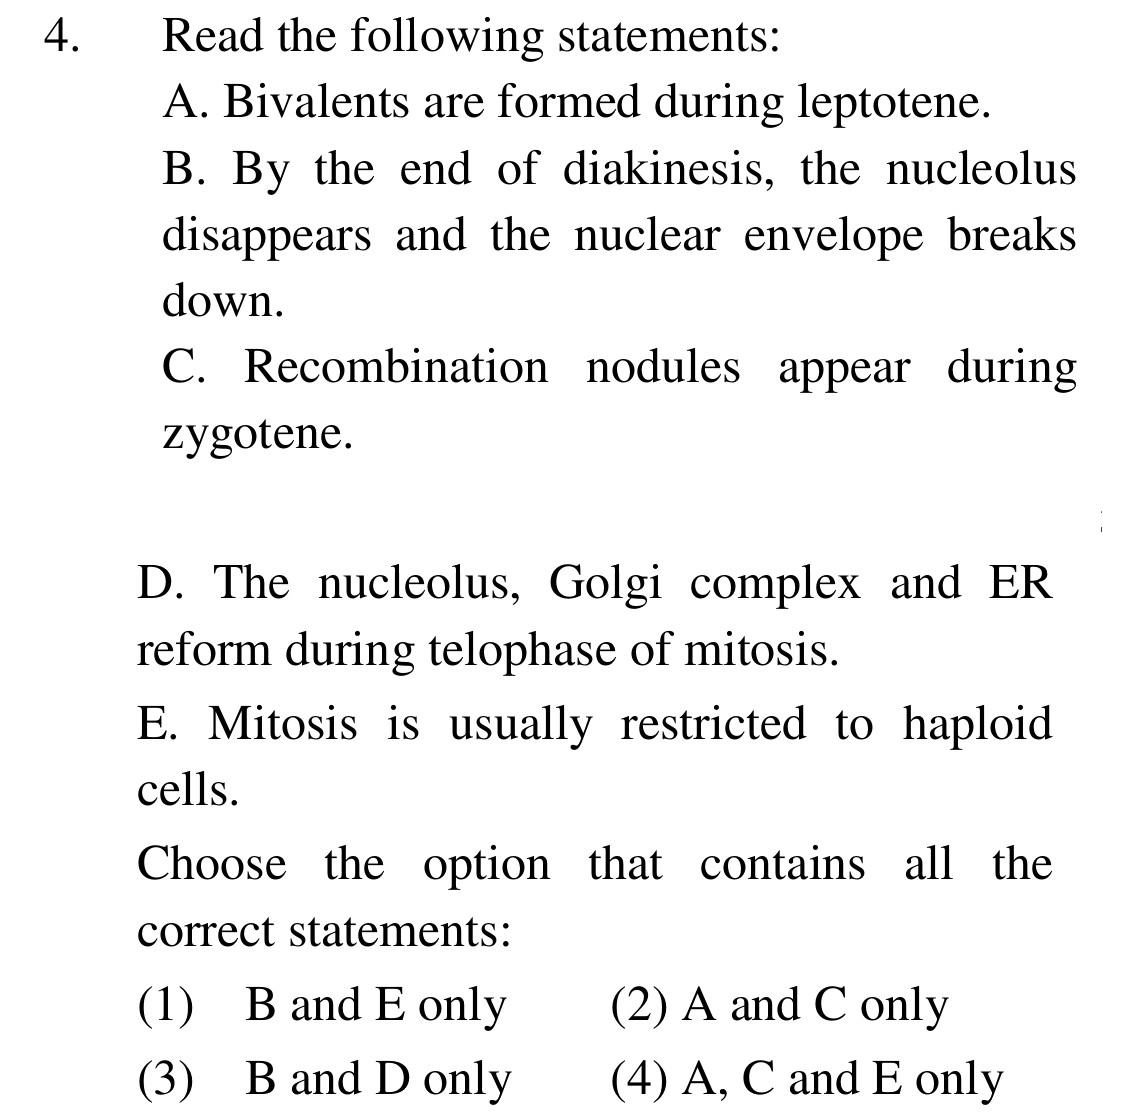 4. Read the following statements:
A. Bivalents are formed during leptotene.
B. By the end of diakinesis, the nucleolus
disappears and the nuclear envelope breaks
down.
C. Recombination nodules appear during
zygotene.
D. The nucleolus, Golgi complex and ER
reform during telophase of mitosis.
E. Mitosis is usually restricted to haploid
cells.
Choose the option that contains all the
correct statements:
(1) B and E only (2) A and C only
(3) B and D only (4) A, C and E only